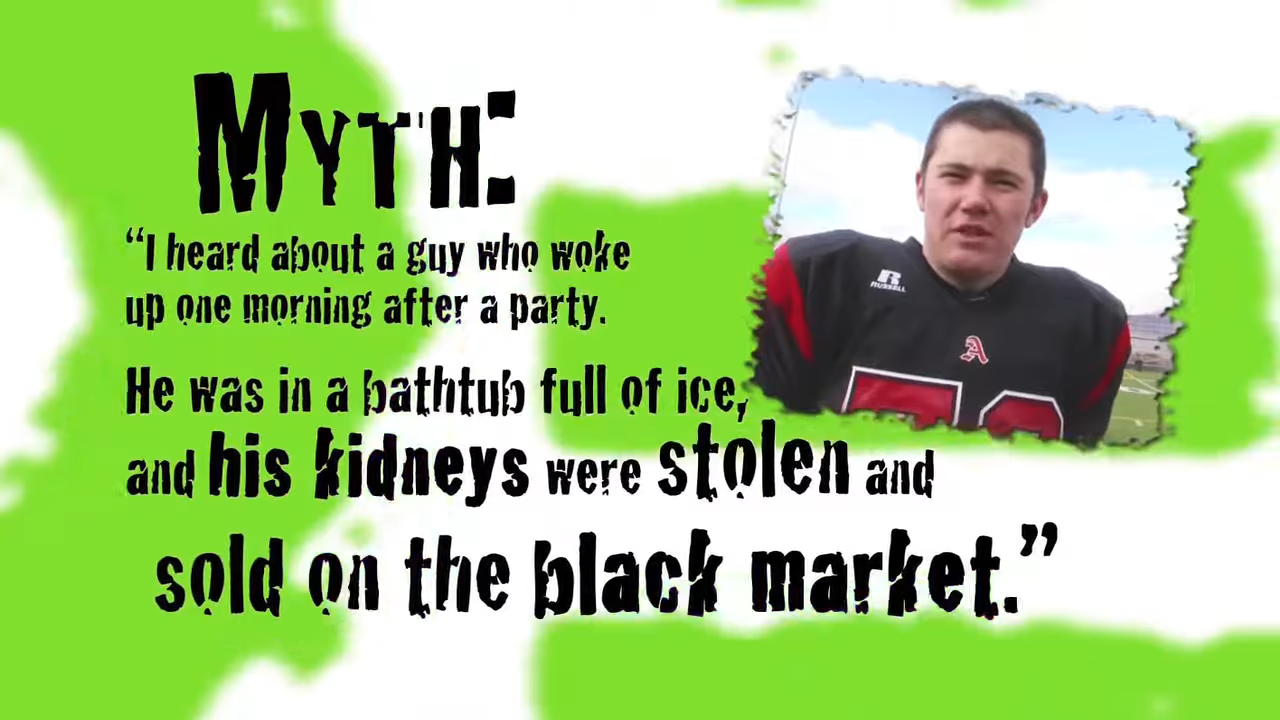 Myth:
“I heard about a guy who woke
up one morning after a party.
He was in a bathtub full of ice,
and his kidneys were stolen and
sold on the black market.”
R
RUSSELL
A